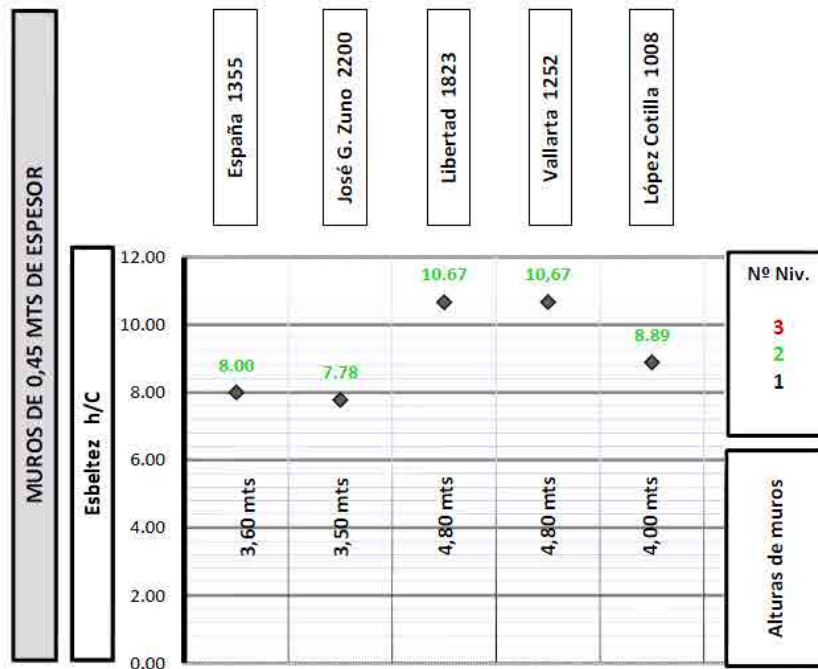 MUROS DE 0,45 MTS DE ESPESOR
España 1355
José G. Zuno 2200
Libertad 1823
Vallarta 1252
López Cotilla 1008
Esbeltez h/C
12.00
10.00
8.00
6.00
4.00
2.00
0.00
8.00
7.78
10.67
10,67
8.89
3,60 mts
3,50 mts
4,80 mts
4,80 mts
4,00 mts
Nº Niv.
3
2
1
Alturas de muros